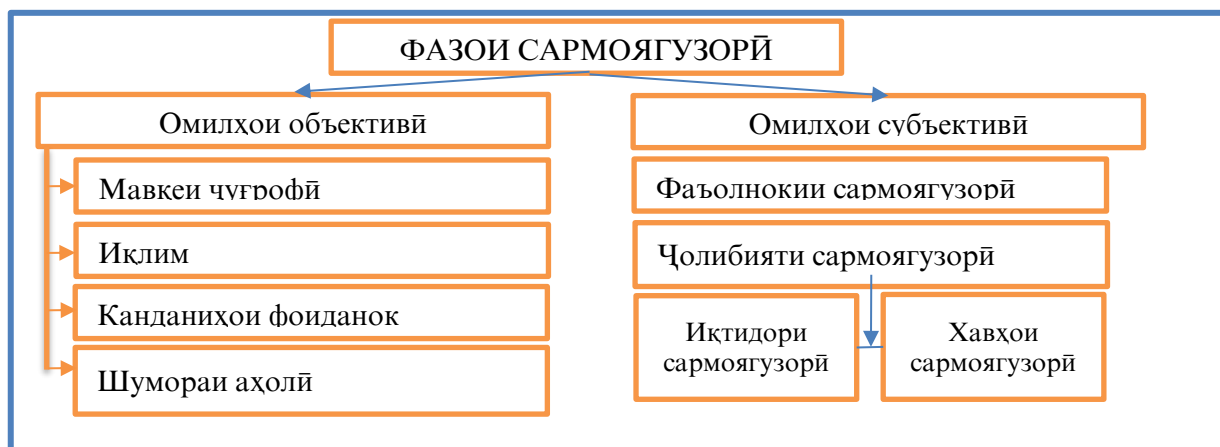 ФАЗОИ САРМОЯГУЗОРӢ
Омилҳои объективӣ
Мавқеи ҷуғрофӣ
Иқлим
Канданиҳои фоиданок
Шумораи аҳолӣ
Омилҳои субъективӣ
Фаъолнокии сармоягузорӣ
Ҷолибияти сармоягузорӣ
Иқтидори
сармоягузорӣ
Хавҳои
сармоягузорӣ